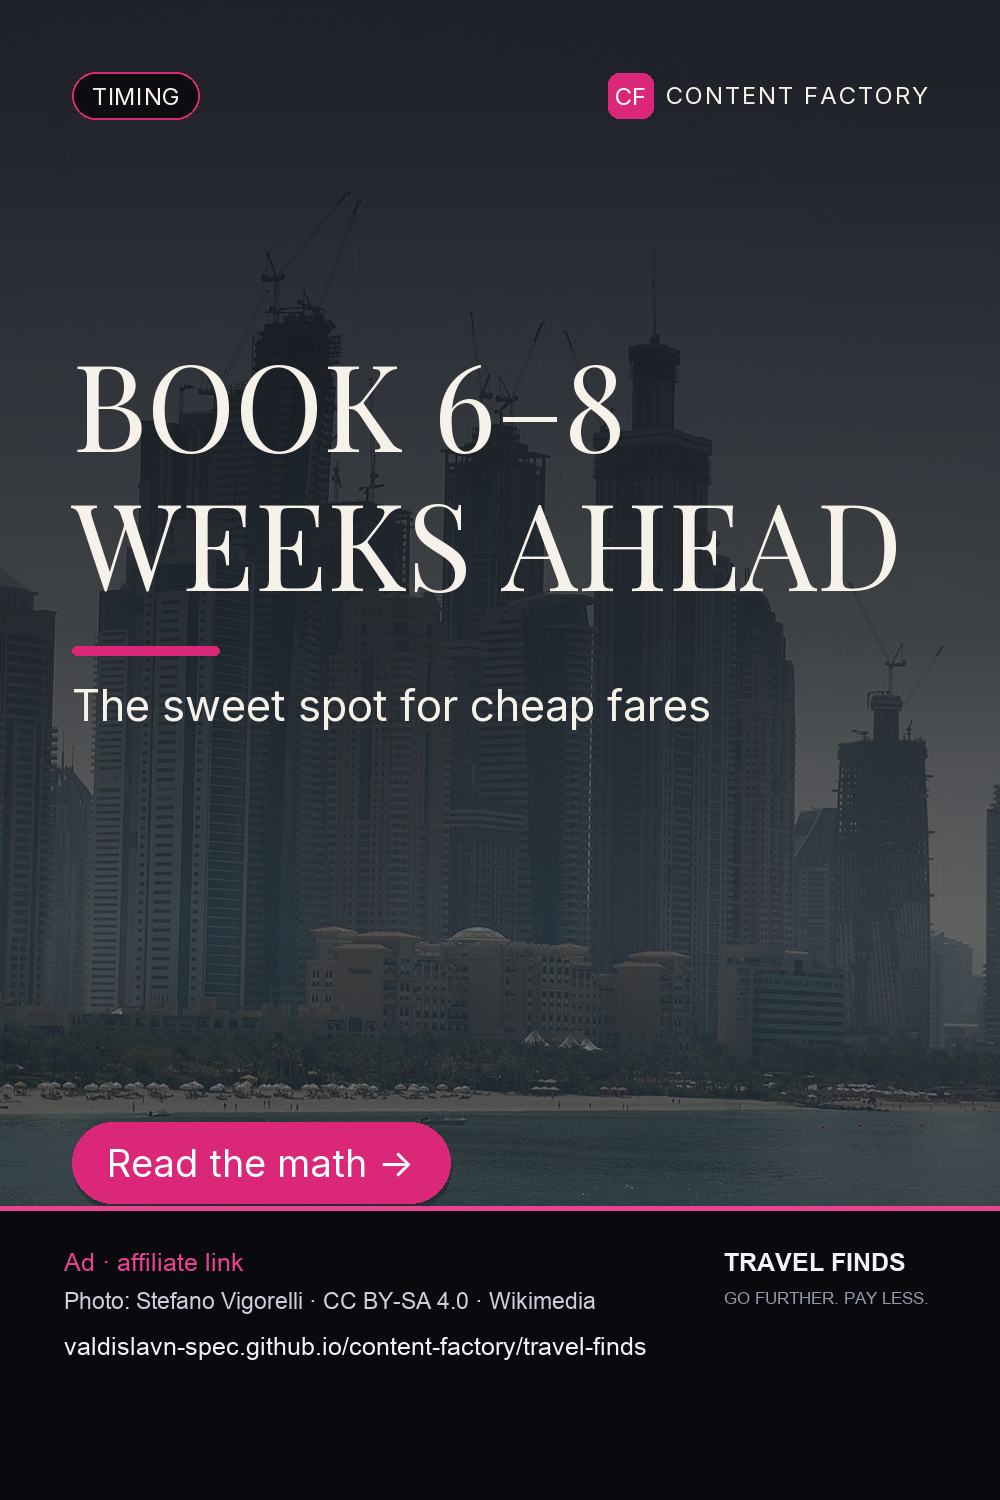 TIMING
CF CONTENT FACTORY
BOOK 6–8
WEEKS AHEAD
The sweet spot for cheap fares
WESTIN
Read the math →
Ad · affiliate link
TRAVEL FINDS
Photo: Stefano Vigorelli · CC BY-SA 4.0 · Wikimedia
GO FURTHER. PAY LESS.
valdislavn-spec.github.io/content-factory/travel-finds